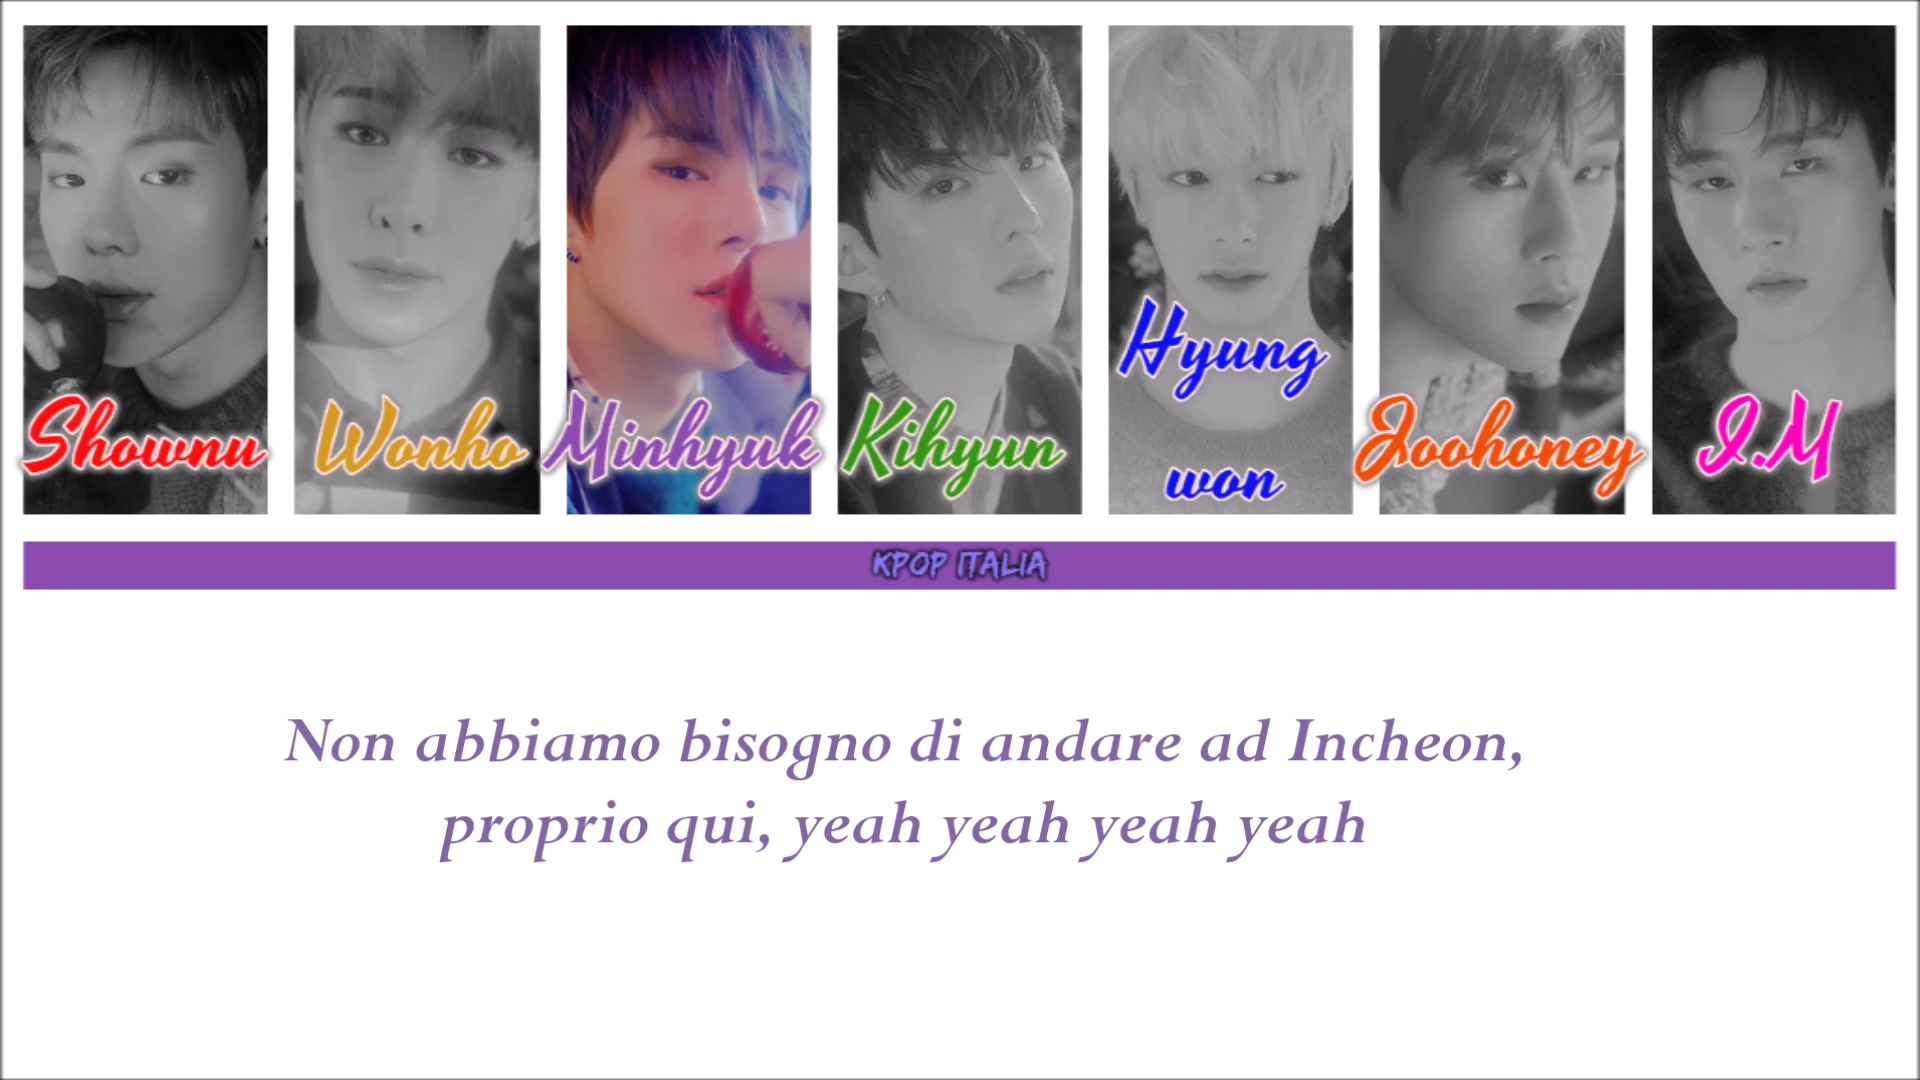 Shownu
Wonho
Minhyuk
Kihyun
Hyung
won
Joohoney
I.M
KPOP ITALIA
Non abbiamo bisogno di andare ad Incheon,
proprio qui, yeah yeah yeah yeah